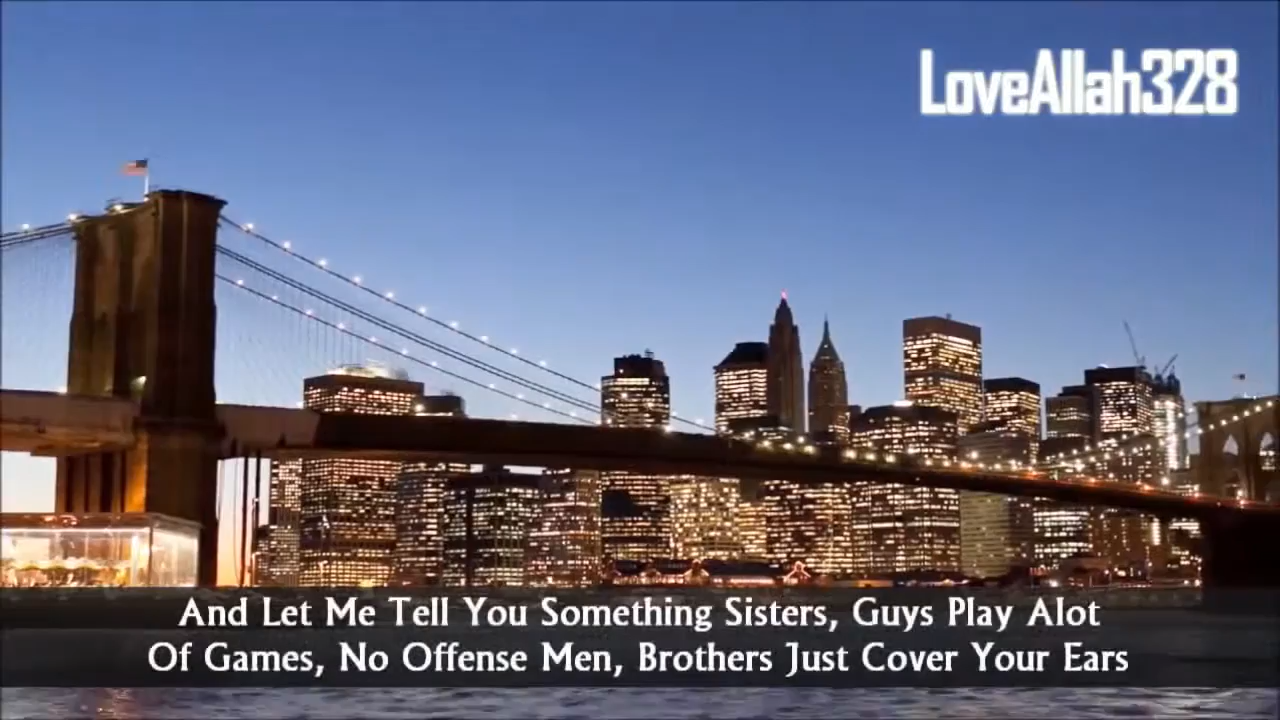 LoveAllah328
And Let Me Tell You Something Sisters, Guys Play Alot
Of Games, No Offense Men, Brothers Just Cover Your Ears